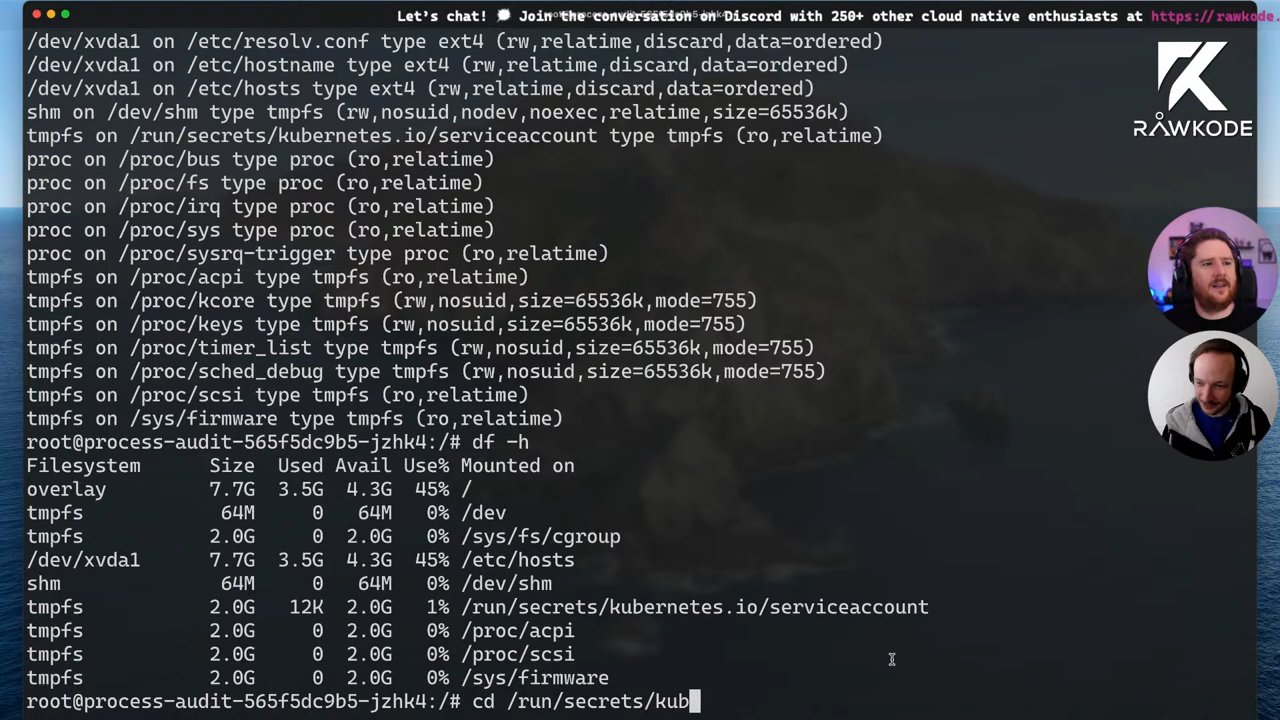 Let's chat! 💬 Join the conversation on Discord with 250+ other cloud native enthusiasts at https://rawkode.
/dev/xvda1 on /etc/resolv.conf type ext4 (rw,relatime,discard,data=ordered)
/dev/xvda1 on /etc/hostname type ext4 (rw,relatime,discard,data=ordered)
/dev/xvda1 on /etc/hosts type ext4 (rw,relatime,discard,data=ordered)
shm on /dev/shm type tmpfs (rw,nosuid,nodev,noexec,relatime,size=65536k)
tmpfs on /run/secrets/kubernetes.io/serviceaccount type tmpfs (ro,relatime)
proc on /proc/bus type proc (ro,relatime)
proc on /proc/fs type proc (ro,relatime)
proc on /proc/irq type proc (ro,relatime)
proc on /proc/sys type proc (ro,relatime)
proc on /proc/sysrq-trigger type proc (ro,relatime)
tmpfs on /proc/acpi type tmpfs (ro,relatime)
tmpfs on /proc/kcore type tmpfs (rw,nosuid,size=65536k,mode=755)
tmpfs on /proc/keys type tmpfs (rw,nosuid,size=65536k,mode=755)
tmpfs on /proc/timer_list type tmpfs (rw,nosuid,size=65536k,mode=755)
tmpfs on /proc/sched_debug type tmpfs (rw,nosuid,size=65536k,mode=755)
tmpfs on /proc/scsi type tmpfs (ro,relatime)
tmpfs on /sys/firmware type tmpfs (ro,relatime)
root@process-audit-565f5dc9b5-jzhk4:/# df -h
Filesystem Size Used Avail Use% Mounted on
overlay 7.7G 3.5G 4.3G 45% /
tmpfs 64M 0 64M 0% /dev
tmpfs 2.0G 0 2.0G 0% /sys/fs/cgroup
/dev/xvda1 7.7G 3.5G 4.3G 45% /etc/hosts
shm 64M 0 64M 0% /dev/shm
tmpfs 2.0G 12K 2.0G 1% /run/secrets/kubernetes.io/serviceaccount
tmpfs 2.0G 0 2.0G 0% /proc/acpi
tmpfs 2.0G 0 2.0G 0% /proc/scsi
tmpfs 2.0G 0 2.0G 0% /sys/firmware
root@process-audit-565f5dc9b5-jzhk4:/# cd /run/secrets/kub
RAWKODE